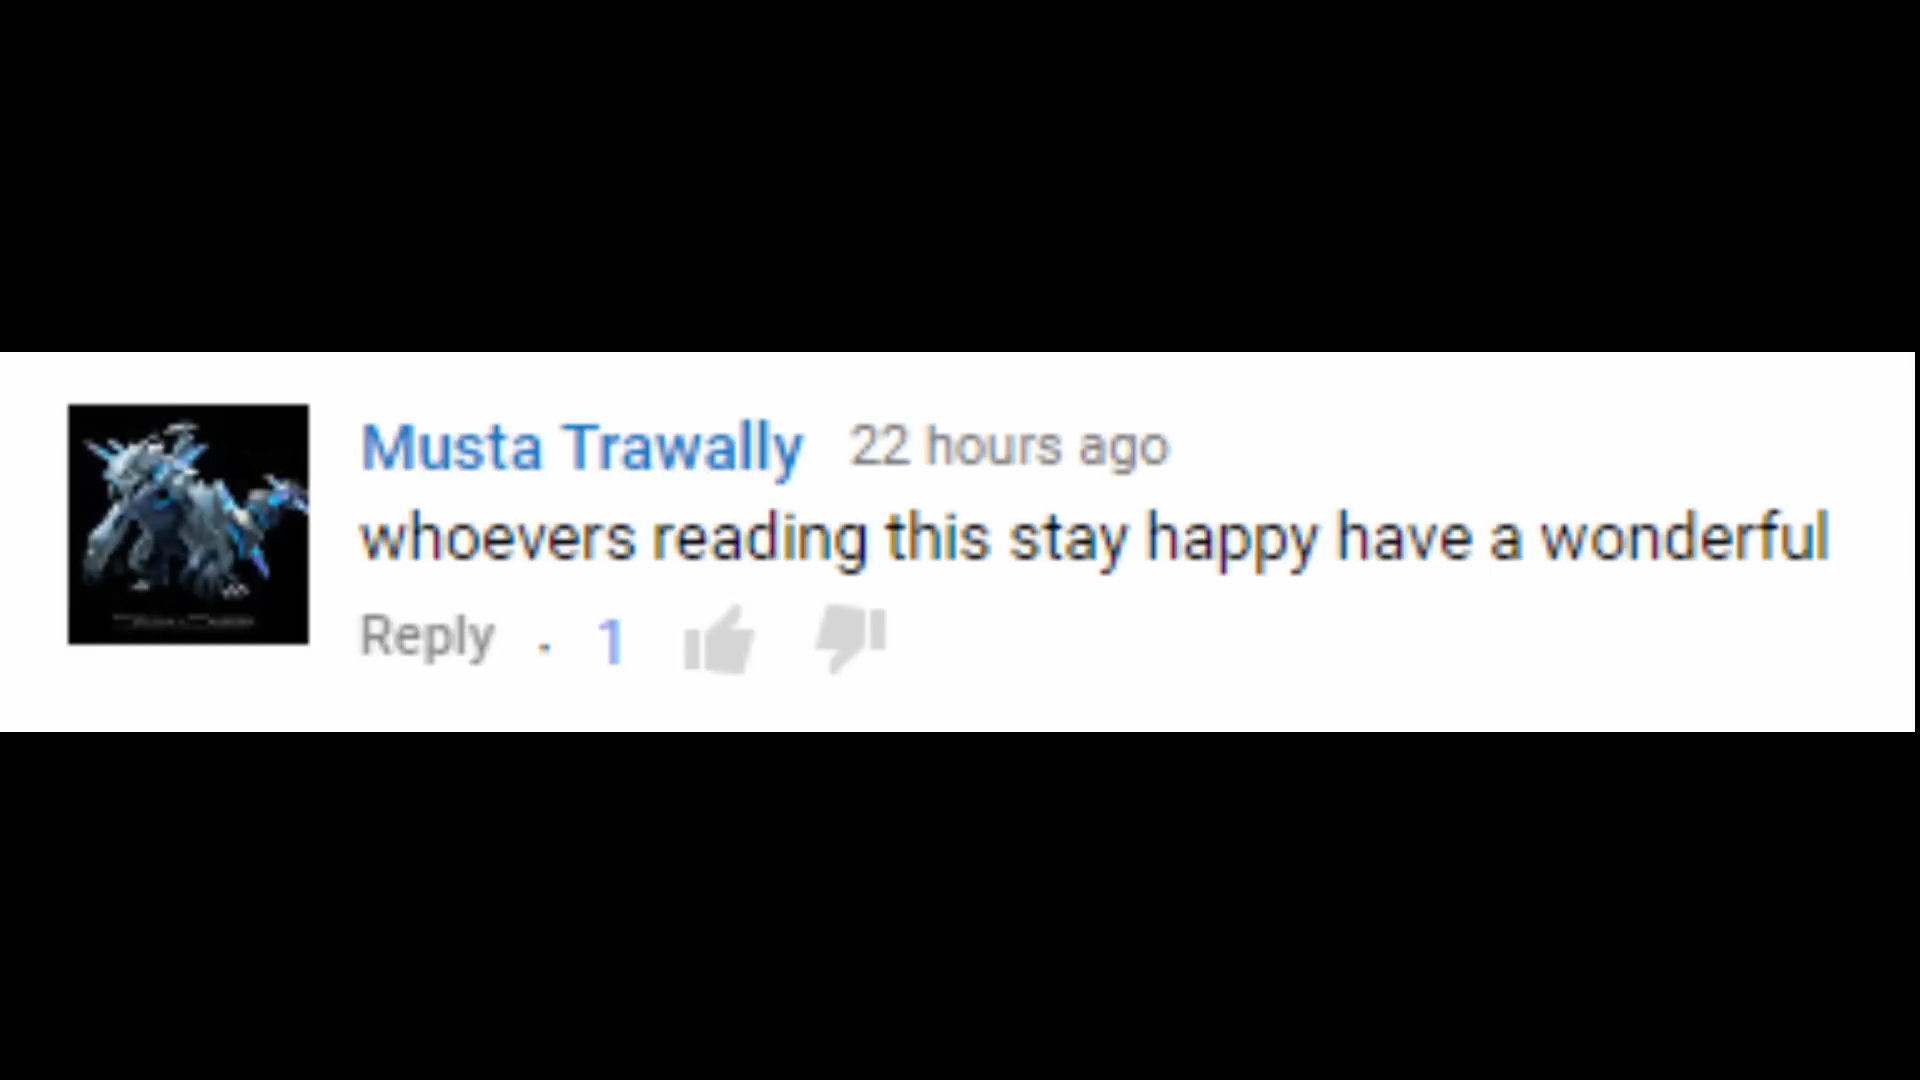 Musta Trawally 22 hours ago
whoevers reading this stay happy have a wonderful
Reply . 1